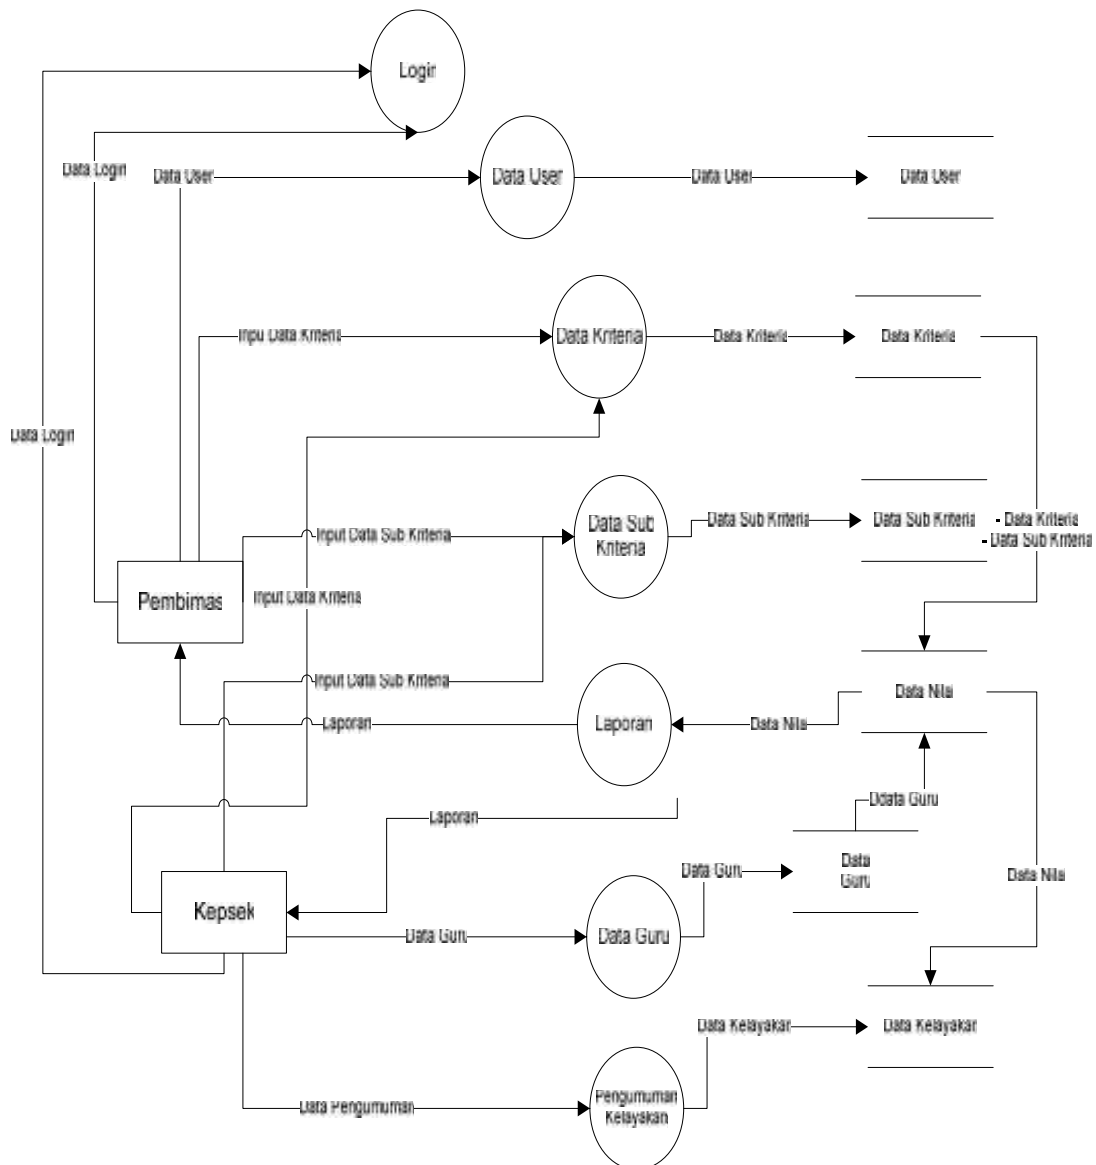 Login
Data Login
Data User
Data User
Data User
Data User
Inpu Data Kriteria
Data Kriteria
Data Kriteria
Data Kriteria
Data Login
Input Data Sub Kriteria
Data Sub
Kriteria
Data Sub Kriteria
Data Sub Kriteria
- Data Kriteria
- Data Sub Kriteria
Pembimas
Input Data Kriteria
Input Data Sub Kriteria
Laporan
Laporan
Data Nilai
Data Nilai
Laporan
Ddata Guru
Data Guru
Data
Guru
Data Nilai
Kepsek
Data Guru
Data Guru
Data Kelayakan
Data Kelayakan
Data Pengumuman
Pengumuman
Kelayakan